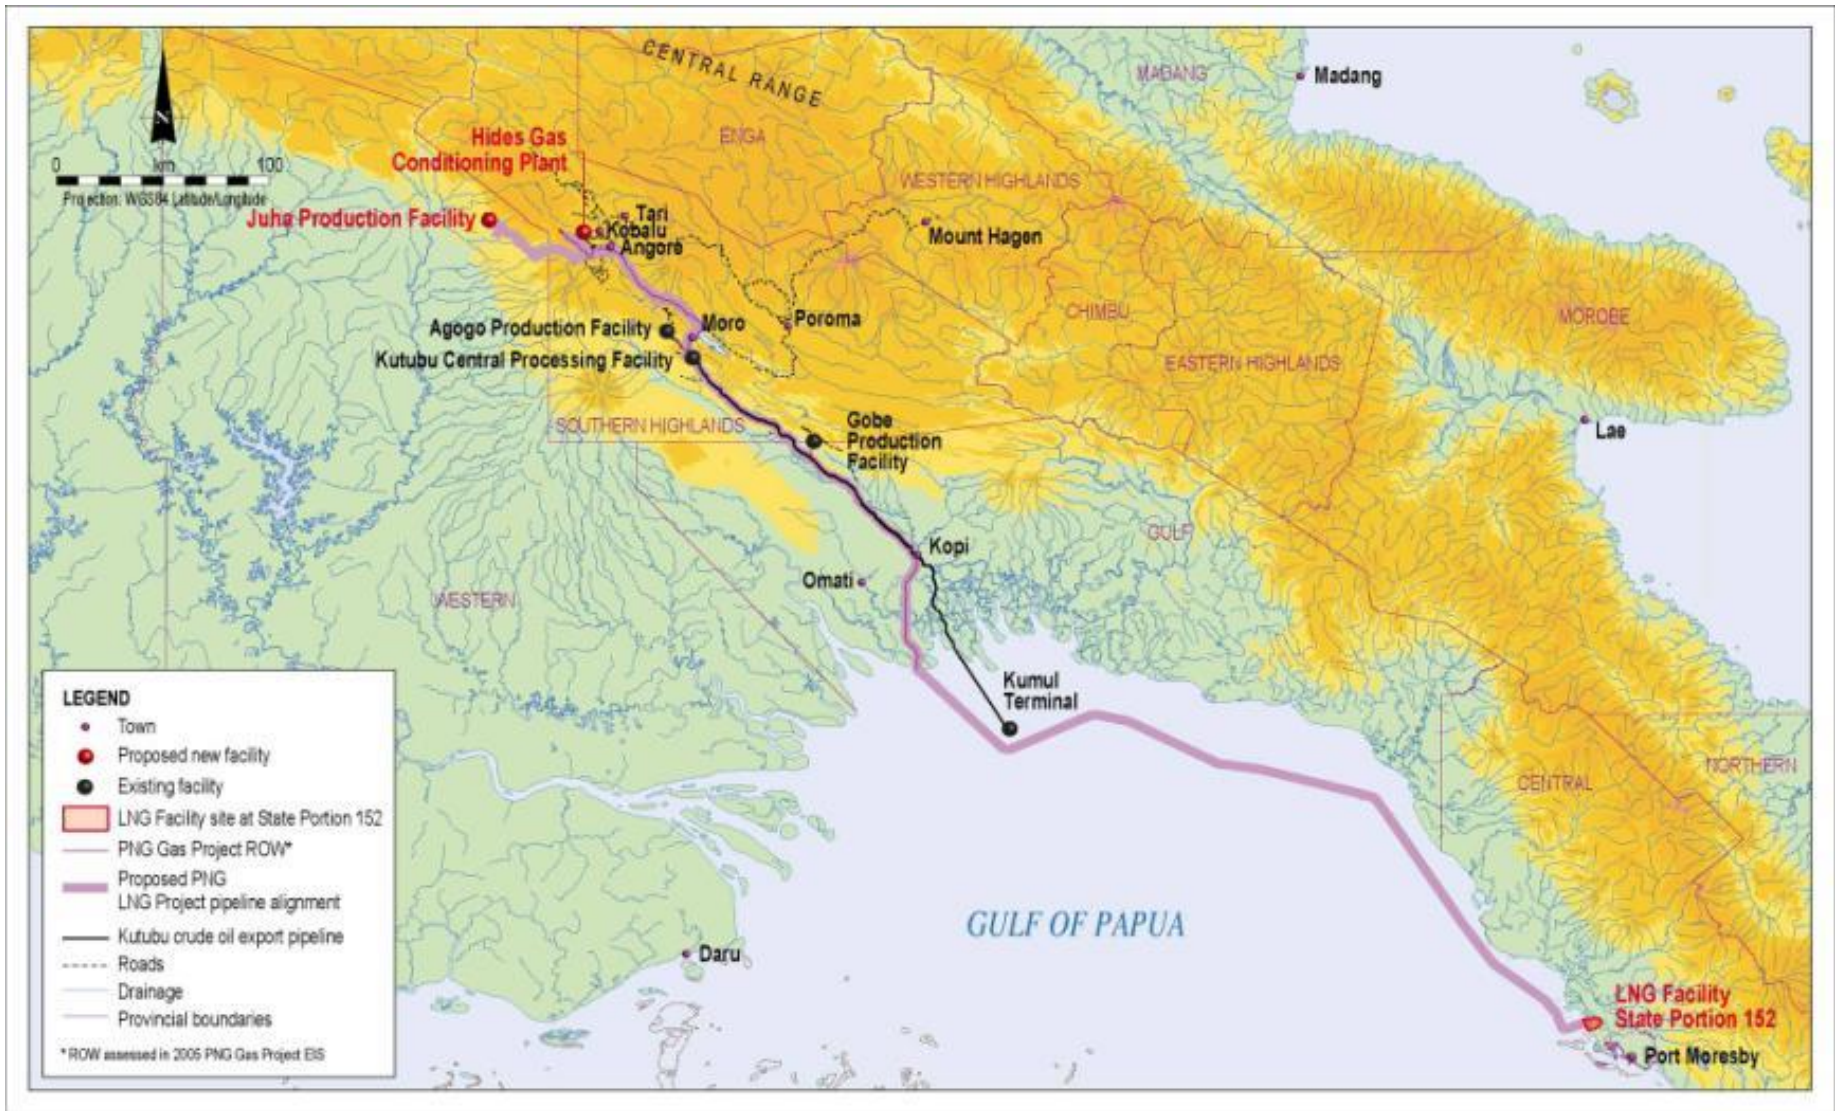 CENTRAL RANGE
MADANG
Madang
Hides Gas
Conditioning Plant
ENGA
N
0 km 100
Projection: WGS84 Latitude/Longitude
WESTERN HIGHLANDS
Juha Production Facility
Tari
Kobalu
Angore
Mount Hagen
CHIMBU
MOROBE
Agogo Production Facility
Moro
Poroma
Kutubu Central Processing Facility
EASTERN HIGHLANDS
SOUTHERN HIGHLANDS
Gobe
Production
Facility
Lae
GULF
Kopi
Omati
WESTERN
Kumul
Terminal
CENTRAL
NORTHERN
LEGEND
Town
Proposed new facility
Existing facility
LNG Facility site at State Portion 152
PNG Gas Project ROW*
Proposed PNG
LNG Project pipeline alignment
Kutubu crude oil export pipeline
Roads
Drainage
Provincial boundaries
* ROW assessed in 2005 PNG Gas Project EIS
GULF OF PAPUA
Daru
LNG Facility
State Portion 152
Port Moresby